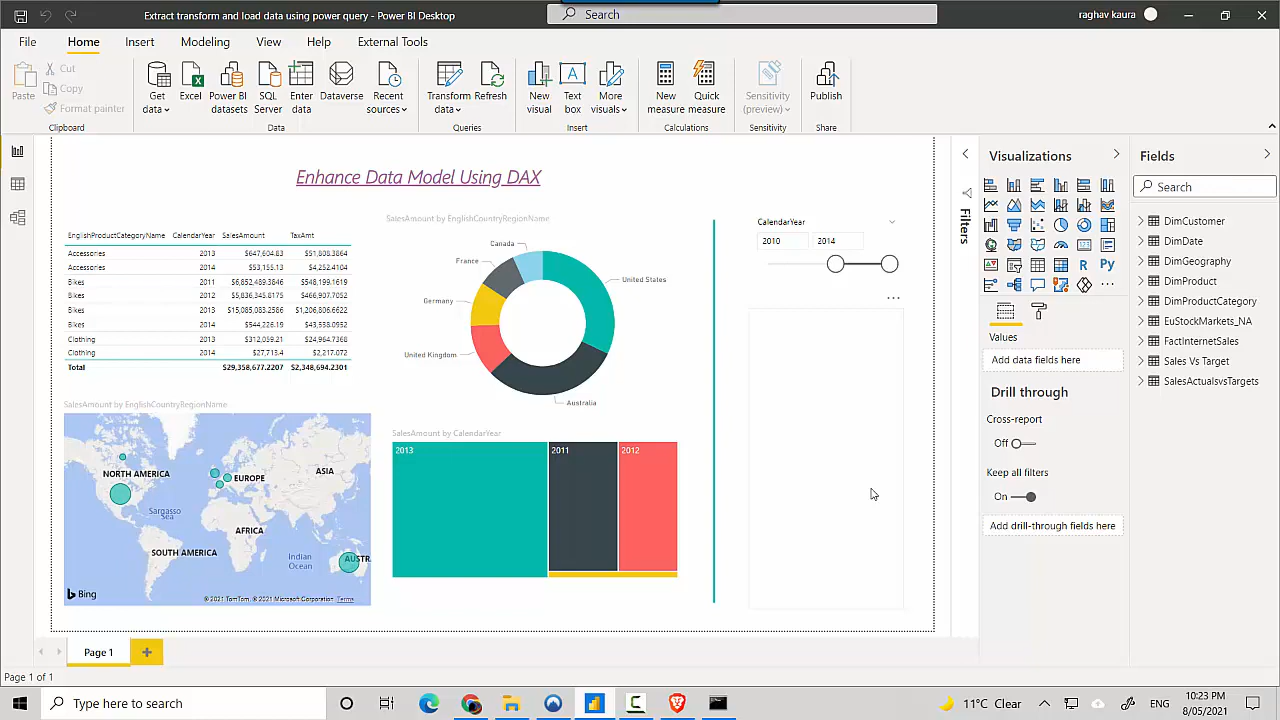 Extract transform and load data using power query - Power BI Desktop
Search
raghav kaura
File Home Insert Modeling View Help External Tools
Paste
Cut
Copy
Format painter
Clipboard
Get data
Excel
Power BI datasets
SQL Server
Enter data
Dataverse
Recent sources
Data
Transform data
Refresh
Queries
New visual
Text box
More visuals
Insert
New measure
Quick measure
Calculations
Sensitivity (preview)
Sensitivity
Publish
Share
Enhance Data Model Using DAX
EnglishProductCategoryName CalendarYear SalesAmount TaxAmt
Accessories 2013 $647,604.83 $51,808.3864
Accessories 2014 $53,155.13 $4,252.4104
Bikes 2011 $6,852,489.3846 $548,199.1619
Bikes 2012 $5,836,345.8175 $466,907.7052
Bikes 2013 $15,085,083.2586 $1,206,806.6622
Bikes 2014 $544,226.19 $43,538.0952
Clothing 2013 $312,059.21 $24,964.7368
Clothing 2014 $27,713.4 $2,217.072
Total $29,358,677.2207 $2,348,694.2301
SalesAmount by EnglishCountryRegionName
Canada
France
United States
Germany
United Kingdom
Australia
CalendarYear
2010 2014
SalesAmount by EnglishCountryRegionName
NORTH AMERICA
EUROPE
ASIA
Sargasso
Sea
AFRICA
SOUTH AMERICA
Indian
Ocean
AUSTR
Bing
© 2021 TomTom, © 2021 Microsoft Corporation Terms
SalesAmount by CalendarYear
2013
2011
2012
Filters
Visualizations
R
Py
Values
Add data fields here
Drill through
Cross-report
Off
Keep all filters
On
Add drill-through fields here
Fields
Search
DimCustomer
DimDate
DimGeography
DimProduct
DimProductCategory
EuStockMarkets_NA
FactInternetSales
Sales Vs Target
SalesActualsvsTargets
Page 1
Page 1 of 1
Type here to search
11°C Clear
ENG
10:23 PM
8/05/2021